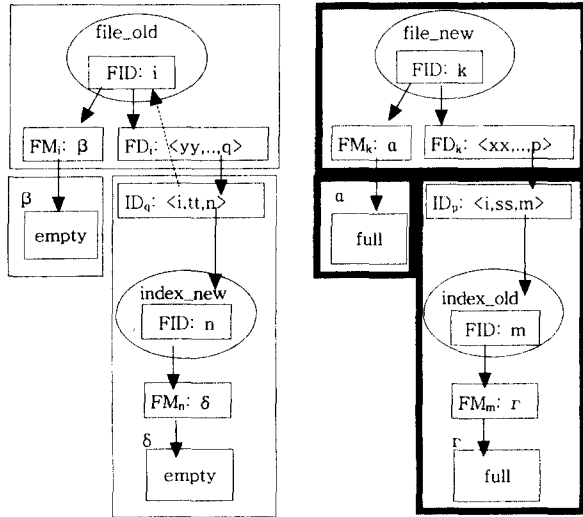 file_old
FID: i
FMᵢ: β
FDᵢ: <yy,..,q>
β
empty
ID_q: <i,tt,n>
index_new
FID: n
FMₙ: δ
δ
empty
file_new
FID: k
FMₖ: α
FDₖ: <xx,..,p>
α
full
IDₚ: <i,ss,m>
index_old
FID: m
FMₘ: r
r
full